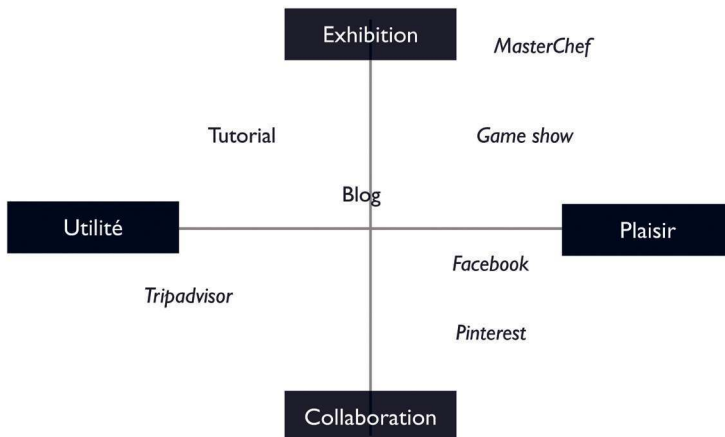 Exhibition
MasterChef
Tutorial
Game show
Blog
Utilité
Plaisir
Facebook
Tripadvisor
Pinterest
Collaboration